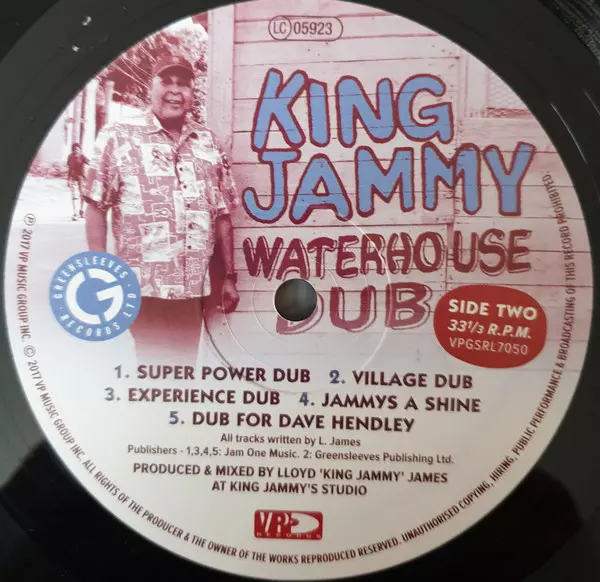 LC 05923
KING
JAMMY
WATERHOUSE
DUB
GREENSLEEVES RECORDS LTD.
G
SIDE TWO
33⅓ R.P.M.
VPGSRL7050
1. SUPER POWER DUB 2. VILLAGE DUB
3. EXPERIENCE DUB 4. JAMMYS A SHINE
5. DUB FOR DAVE HENDLEY
All tracks written by L. James
Publishers - 1,3,4,5: Jam One Music. 2: Greensleeves Publishing Ltd.
PRODUCED & MIXED BY LLOYD 'KING JAMMY' JAMES
AT KING JAMMY'S STUDIO
VP
RECORDS
℗ 2017 VP MUSIC GROUP INC. © 2017 VP MUSIC GROUP INC. ALL RIGHTS OF THE PRODUCER & THE OWNER OF THE WORKS REPRODUCED RESERVED. UNAUTHORISED COPYING, HIRING, PUBLIC PERFORMANCE & BROADCASTING OF THIS RECORD PROHIBITED.